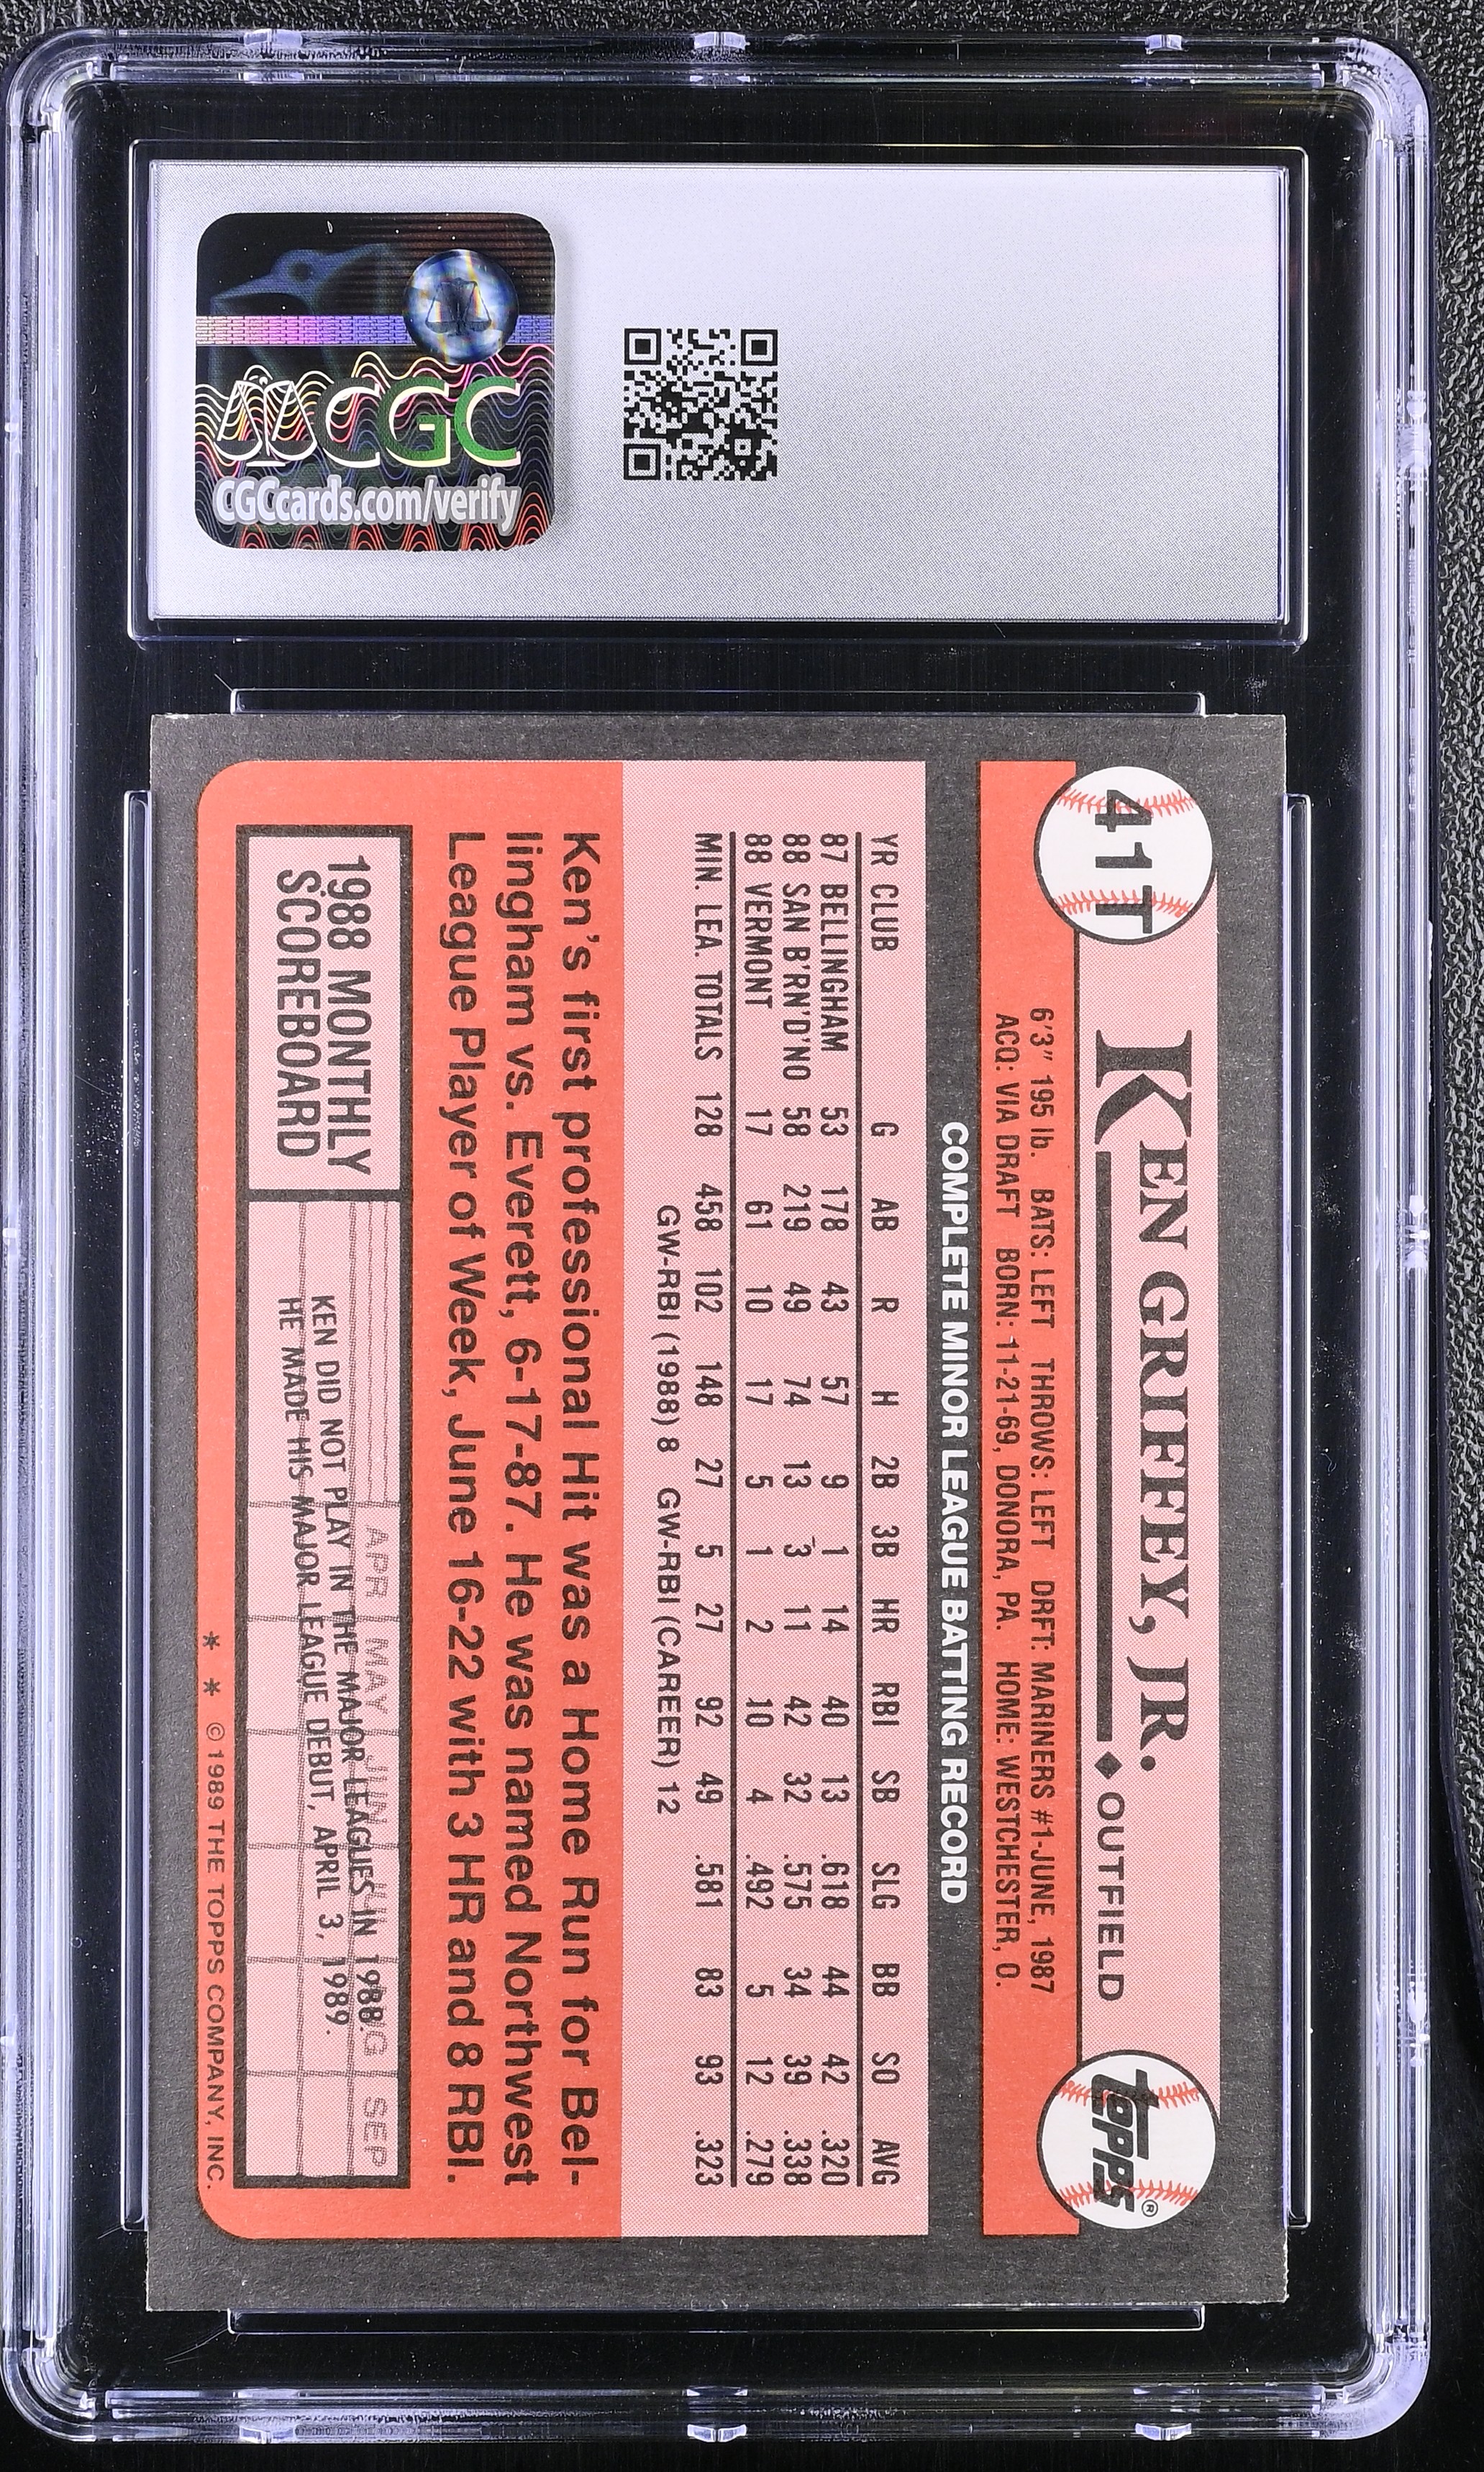 CGC
CGCcards.com/verify
41T
KEN GRIFFEY, JR. ◆ OUTFIELD
topps®
6'3" 195 lb. BATS: LEFT THROWS: LEFT DRFT: MARINERS #1-JUNE, 1987
ACQ: VIA DRAFT BORN: 11-21-69, DONORA, PA. HOME: WESTCHESTER, O.
COMPLETE MINOR LEAGUE BATTING RECORD
YR CLUB G AB R H 2B 3B HR RBI SB SLG BB SO AVG
87 BELLINGHAM 53 178 43 57 9 1 14 40 13 .618 44 42 .320
88 SAN B'RN'D'NO 58 219 49 74 13 3 11 42 32 .575 34 39 .338
88 VERMONT 17 61 10 17 5 1 2 10 4 .492 5 12 .279
MIN. LEA. TOTALS 128 458 102 148 27 5 27 92 49 .581 83 93 .323
GW-RBI (1988) 8 GW-RBI (CAREER) 12
Ken's first professional Hit was a Home Run for Bel-
lingham vs. Everett, 6-17-87. He was named Northwest
League Player of Week, June 16-22 with 3 HR and 8 RBI.
1988 MONTHLY
SCOREBOARD
APR MAY JUN JUL AUG SEP
KEN DID NOT PLAY IN THE MAJOR LEAGUES IN 1988.
HE MADE HIS MAJOR LEAGUE DEBUT, APRIL 3, 1989.
* * © 1989 THE TOPPS COMPANY, INC.